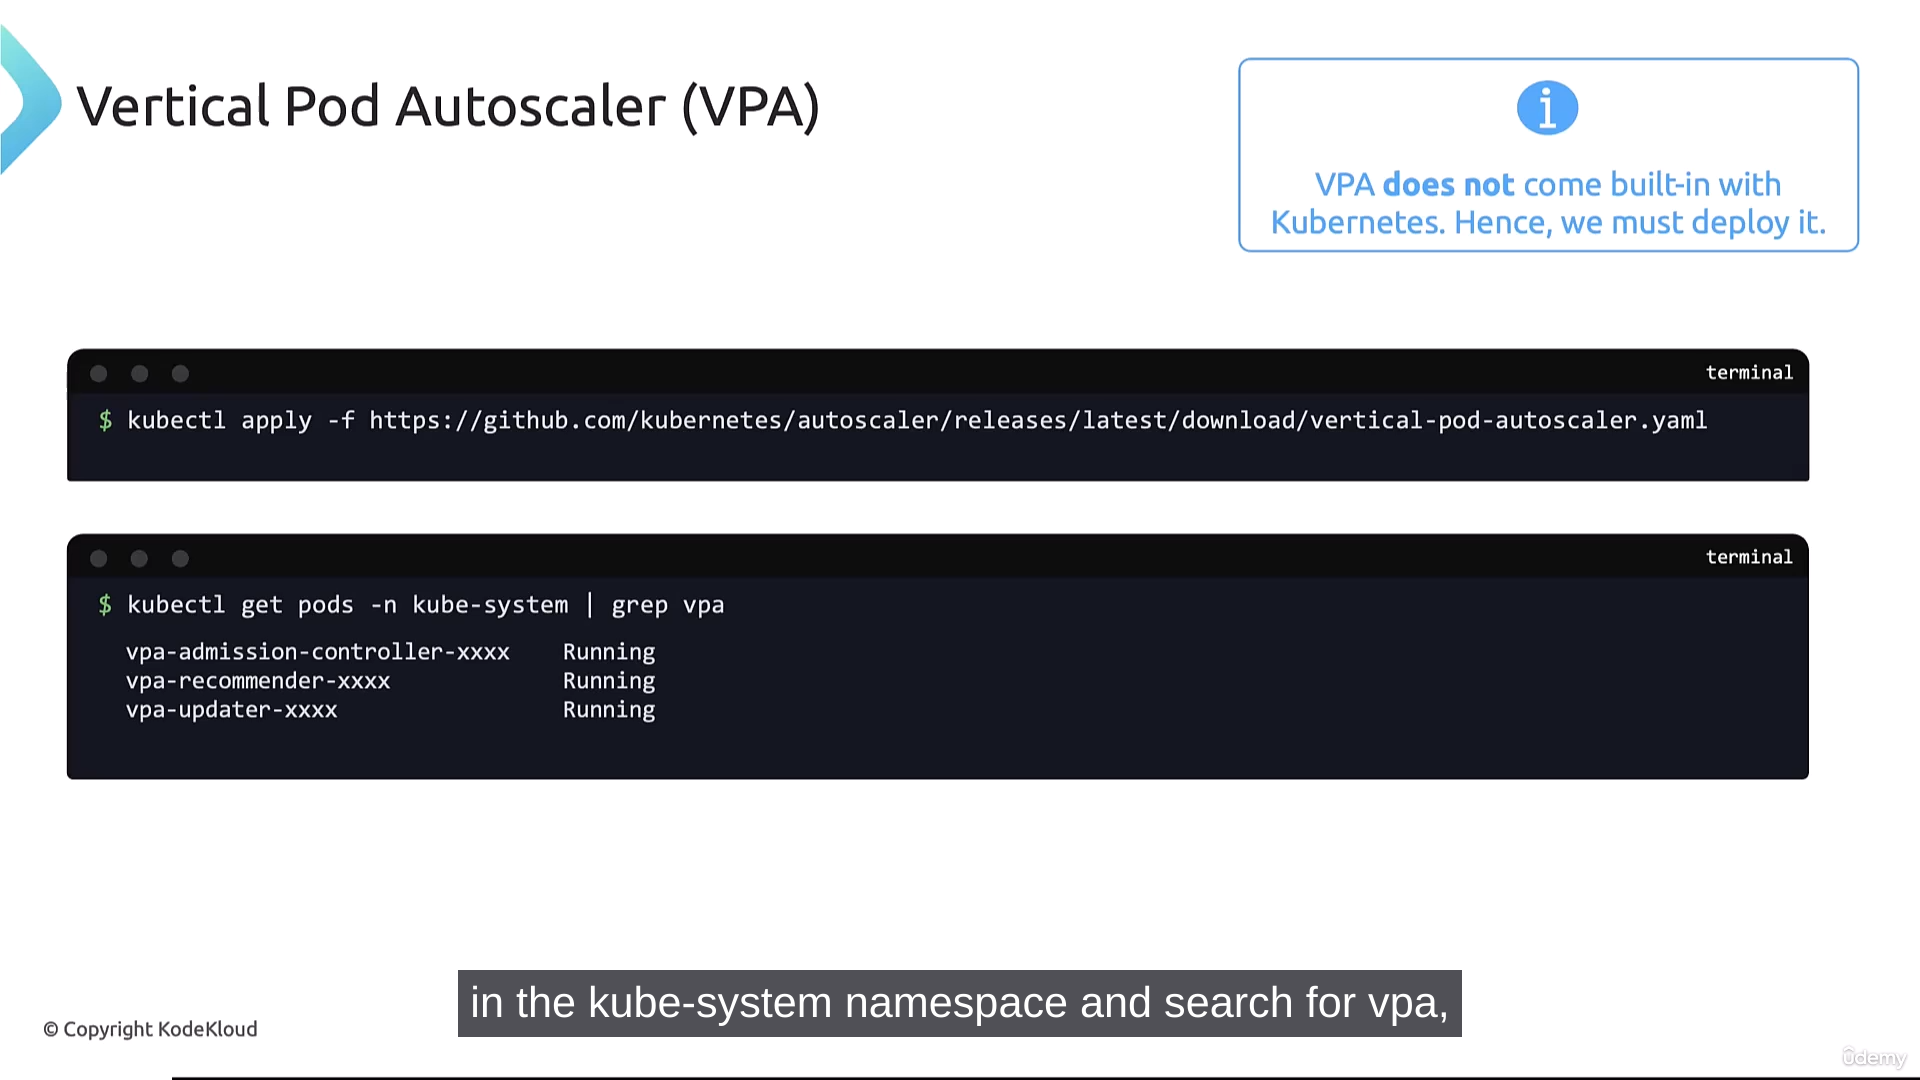 Vertical Pod Autoscaler (VPA)
i
VPA does not come built-in with
Kubernetes. Hence, we must deploy it.
terminal
$ kubectl apply -f https://github.com/kubernetes/autoscaler/releases/latest/download/vertical-pod-autoscaler.yaml
terminal
$ kubectl get pods -n kube-system | grep vpa
vpa-admission-controller-xxxx Running
vpa-recommender-xxxx Running
vpa-updater-xxxx Running
in the kube-system namespace and search for vpa,
© Copyright KodeKloud
ûdemy